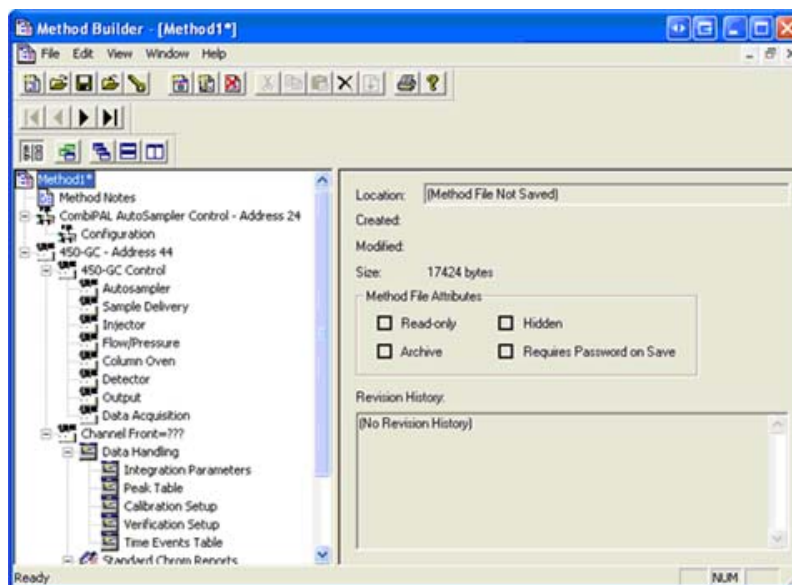 Method Builder - [Method1*]
File Edit View Window Help
Method1*
Method Notes
CombiPAL AutoSampler Control - Address 24
Configuration
450-GC - Address 44
450-GC Control
Autosampler
Sample Delivery
Injector
Flow/Pressure
Column Oven
Detector
Output
Data Acquisition
Channel Front=???
Data Handling
Integration Parameters
Peak Table
Calibration Setup
Verification Setup
Time Events Table
Standard Chrom Reports
Location: (Method File Not Saved)
Created:
Modified:
Size: 17424 bytes
Method File Attributes
Read-only Hidden
Archive Requires Password on Save
Revision History:
(No Revision History)
Ready NUM